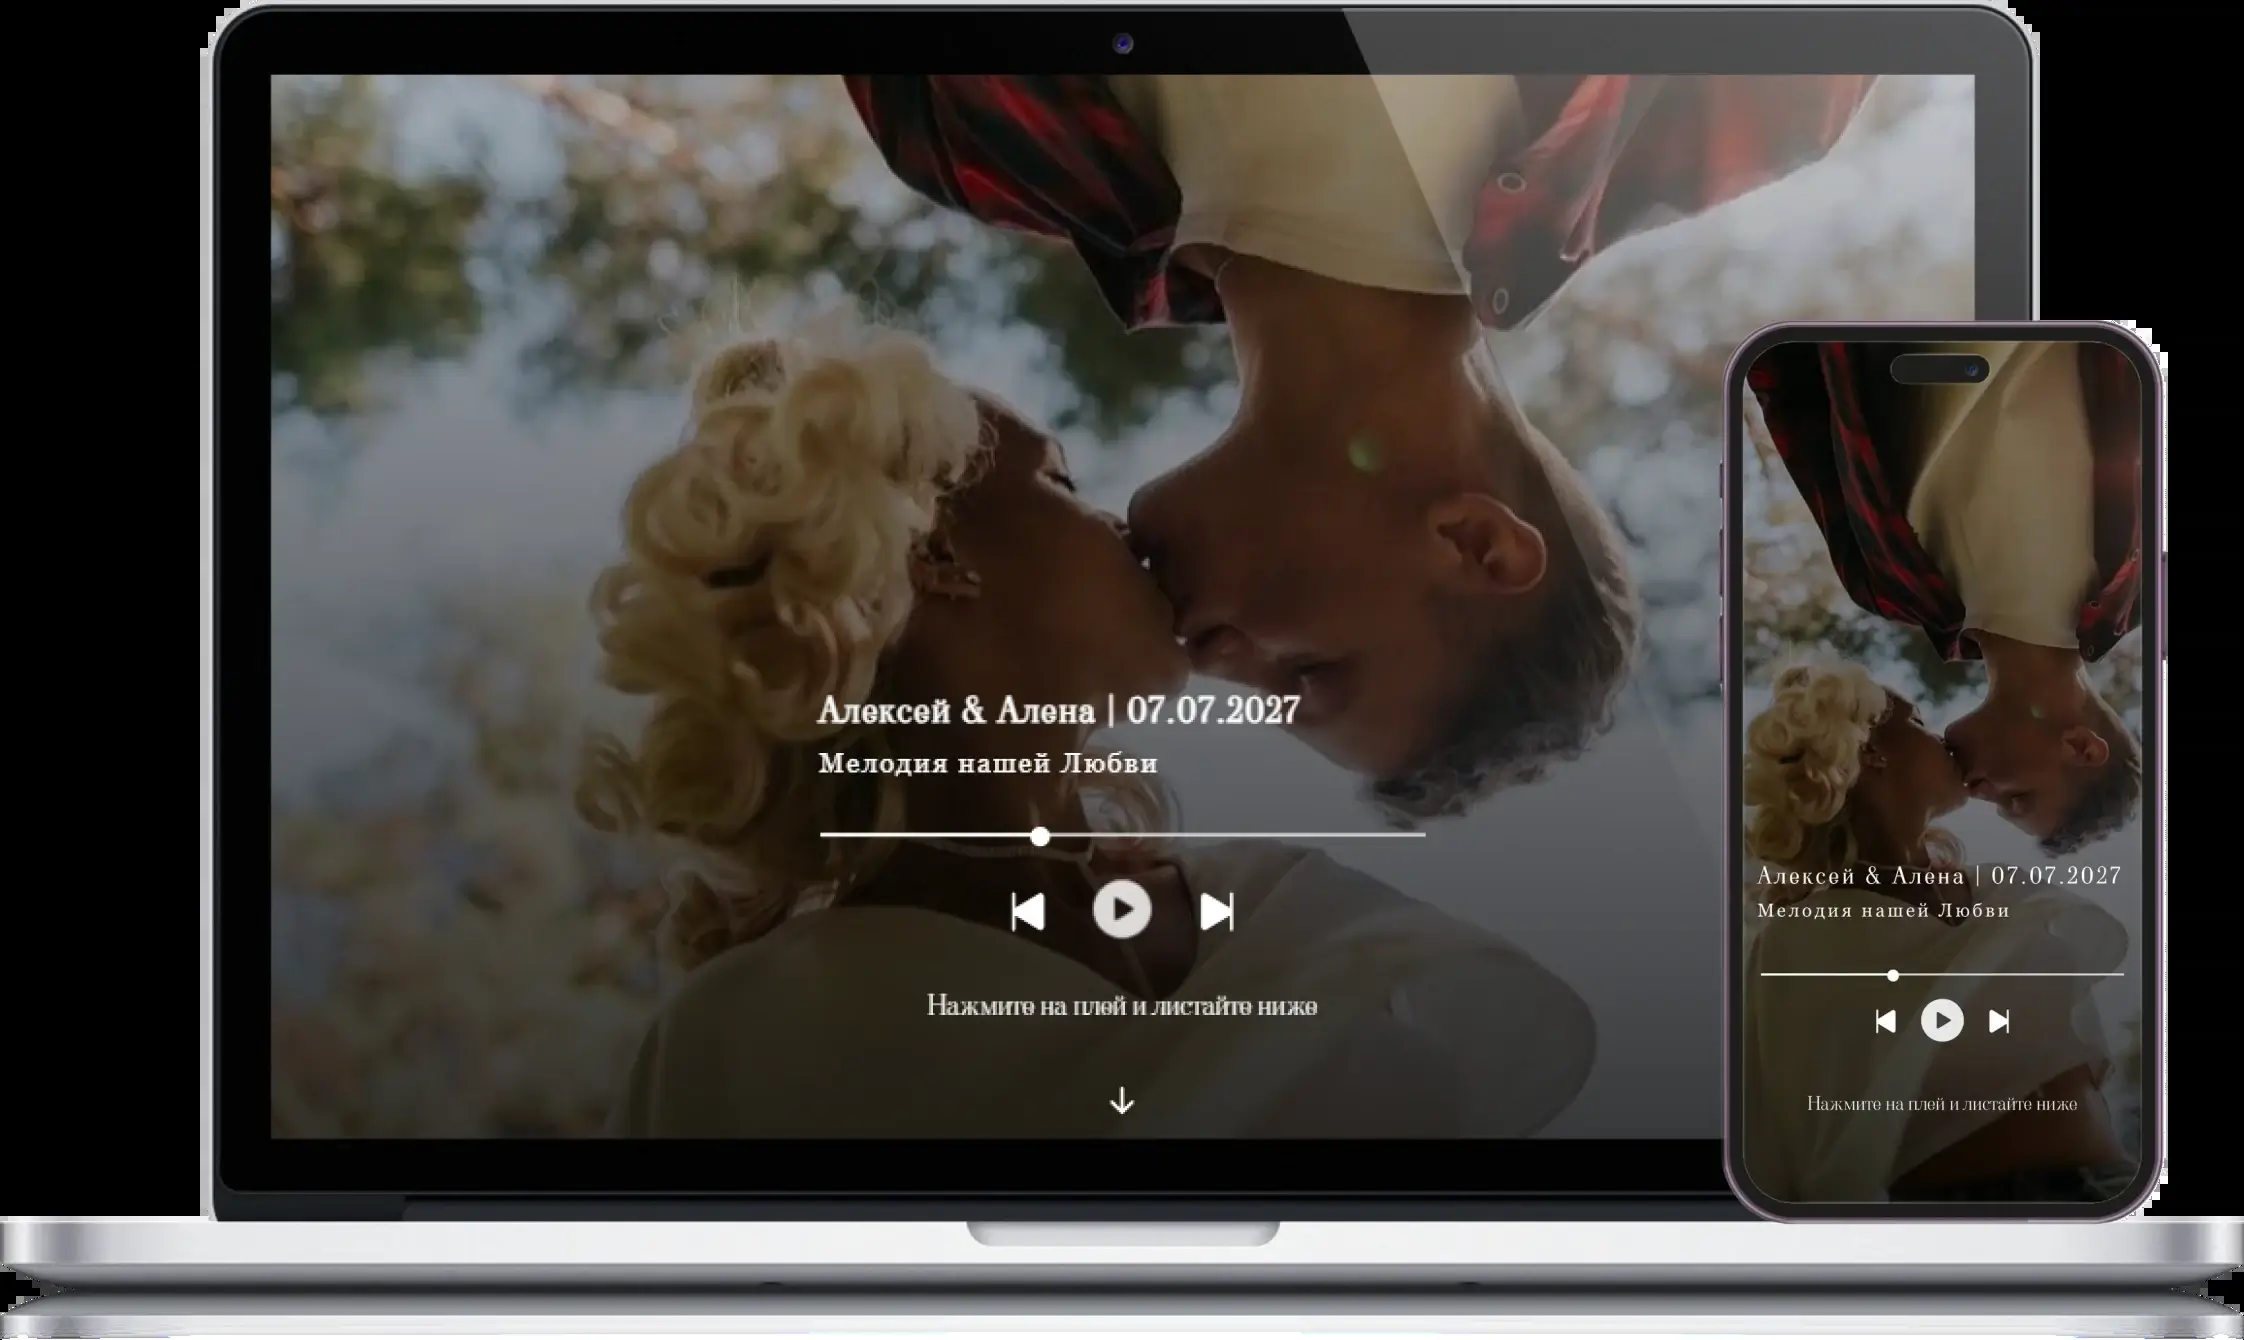 Алексей & Алена | 07.07.2027
Мелодия нашей Любви
Нажмите на плей и листайте ниже
Алексей & Алена | 07.07.2027
Мелодия нашей Любви
Нажмите на плей и листайте ниже